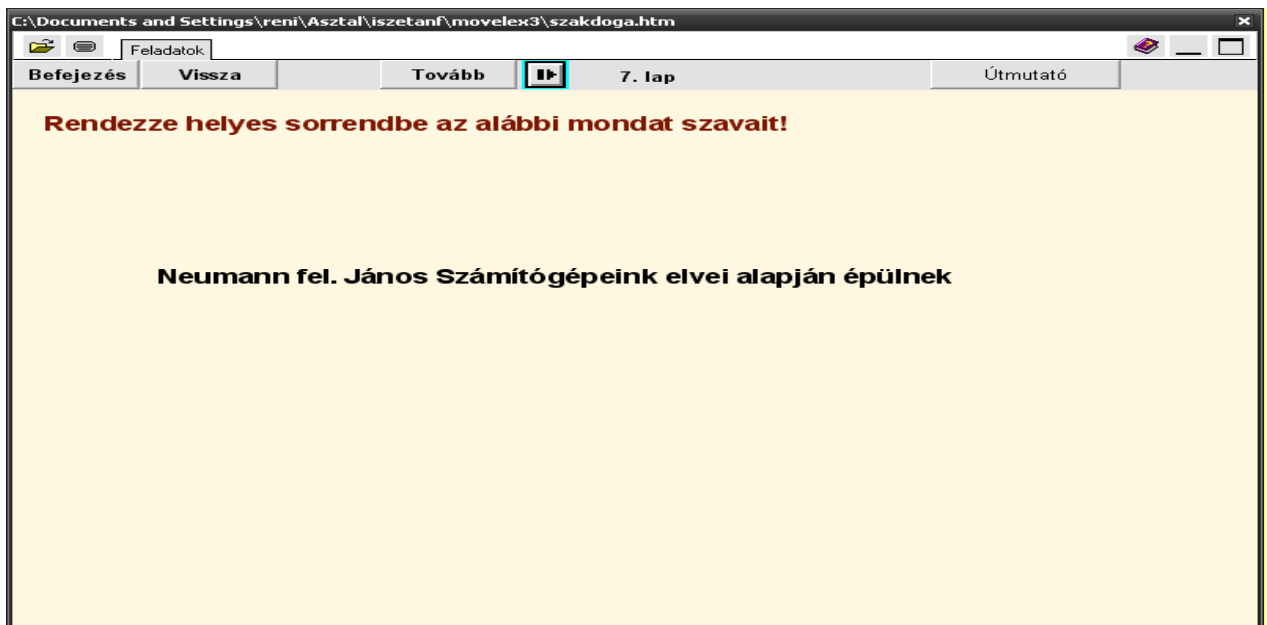 C:\Documents and Settings\reni\Asztal\iszetanf\movelex3\szakdoga.htm
Feladatok
Befejezés Vissza Tovább 7. lap Útmutató
Rendezze helyes sorrendbe az alábbi mondat szavait!
Neumann fel. János Számítógépeink elvei alapján épülnek